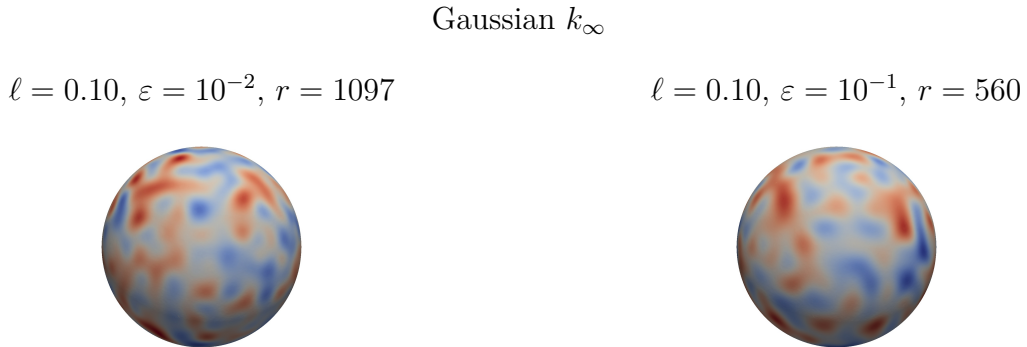 Gaussian k∞
ℓ = 0.10, ε = 10⁻², r = 1097
ℓ = 0.10, ε = 10⁻¹, r = 560